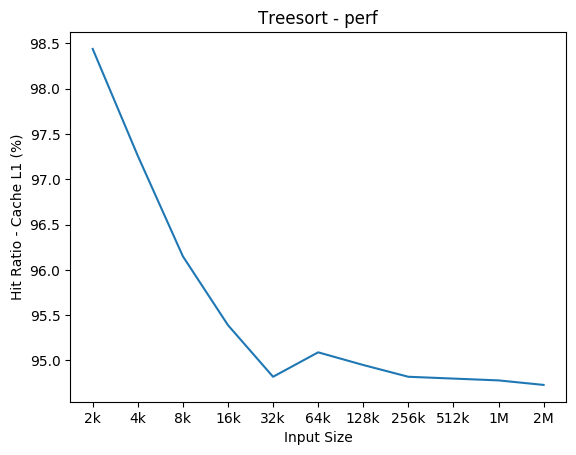 Treesort - perf
Hit Ratio - Cache L1 (%)
98.5
98.0
97.5
97.0
96.5
96.0
95.5
95.0
2k 4k 8k 16k 32k 64k 128k 256k 512k 1M 2M
Input Size